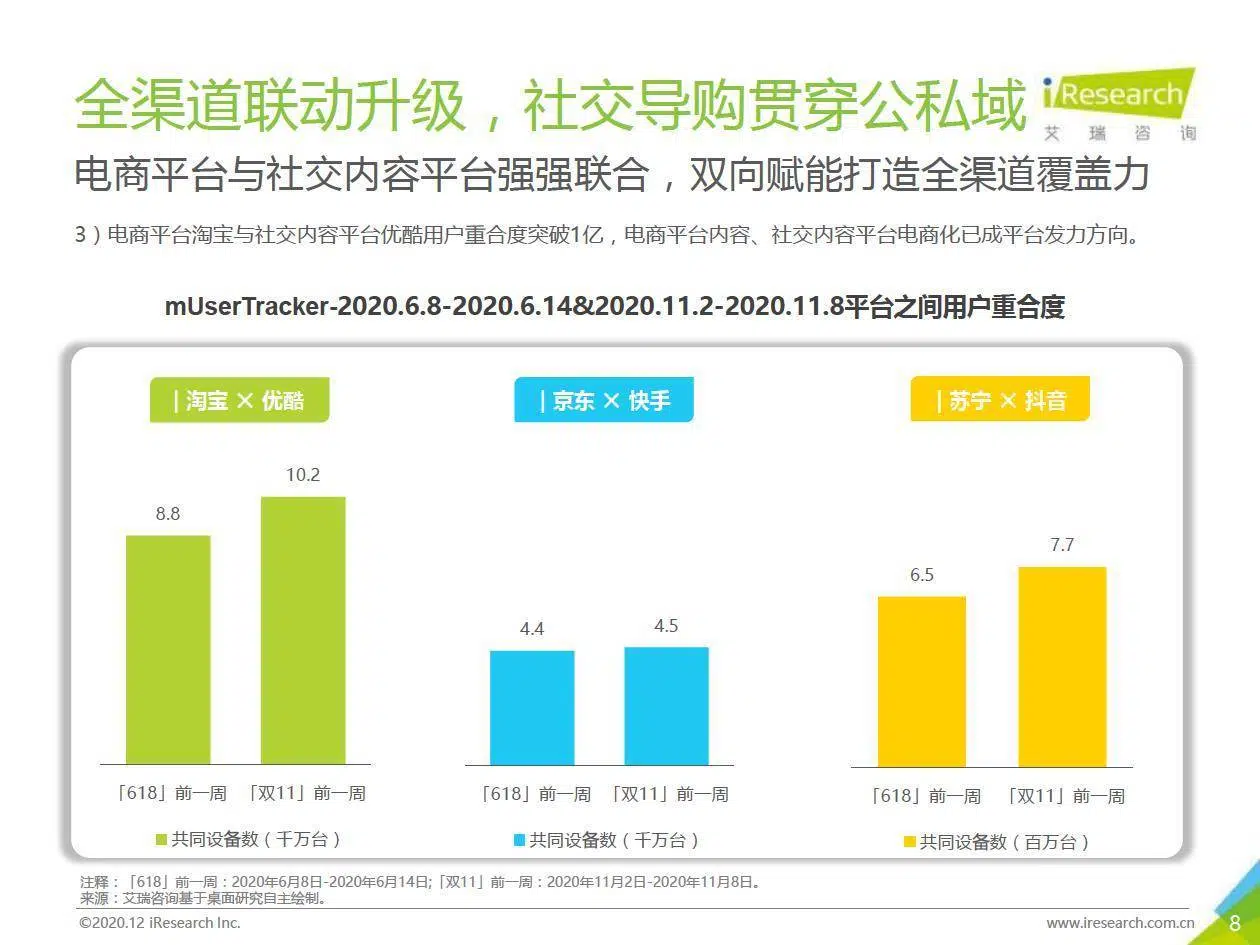 全渠道联动升级，社交导购贯穿公私域
iResearch
艾 瑞 咨 询
电商平台与社交内容平台强强联合，双向赋能打造全渠道覆盖力
3）电商平台淘宝与社交内容平台优酷用户重合度突破1亿，电商平台内容、社交内容平台电商化已成平台发力方向。
mUserTracker-2020.6.8-2020.6.14&2020.11.2-2020.11.8平台之间用户重合度
| 淘宝 × 优酷
8.8
10.2
「618」前一周
「双11」前一周
共同设备数（千万台）
| 京东 × 快手
4.4
4.5
「618」前一周
「双11」前一周
共同设备数（千万台）
| 苏宁 × 抖音
6.5
7.7
「618」前一周
「双11」前一周
共同设备数（百万台）
注释：「618」前一周：2020年6月8日-2020年6月14日;「双11」前一周：2020年11月2日-2020年11月8日。
来源：艾瑞咨询基于桌面研究自主绘制。
©2020.12 iResearch Inc.
www.iresearch.com.cn
8